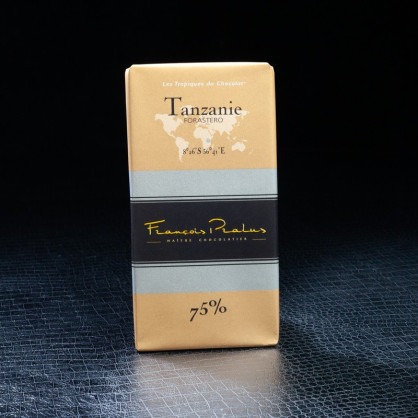 Les Tropiques du Chocolat
Tanzanie
FORASTERO
François Pralus
MAÎTRE CHOCOLATIER
75%